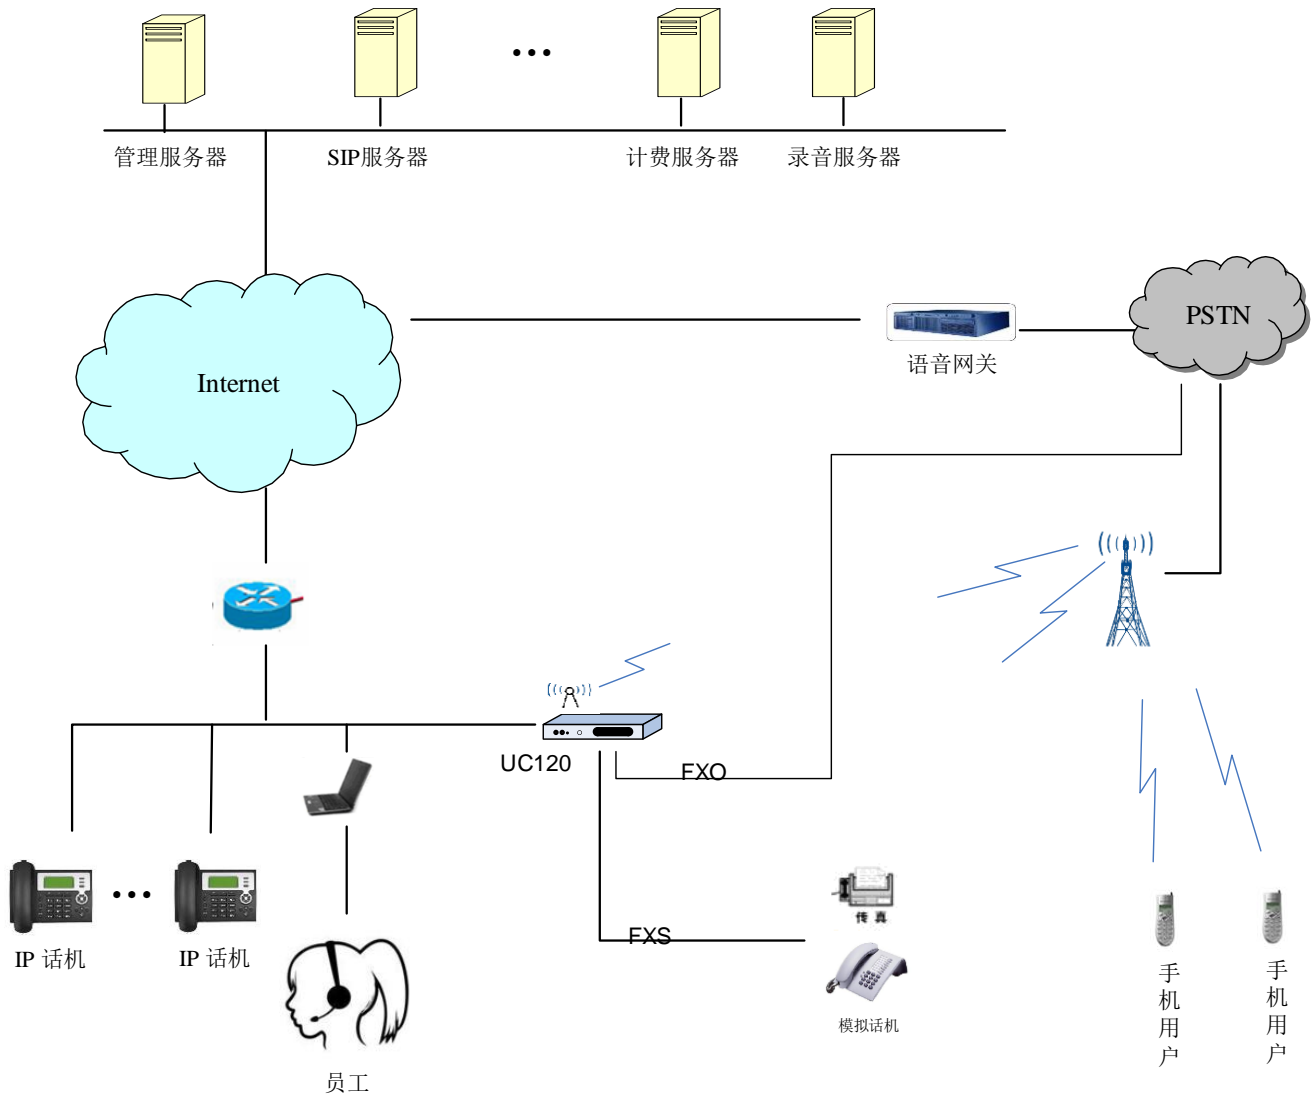 管理服务器
SIP服务器
计费服务器
录音服务器
Internet
语音网关
PSTN
UC120
FXO
FXS
IP 话机
IP 话机
员工
传真
模拟话机
手机用户
手机用户